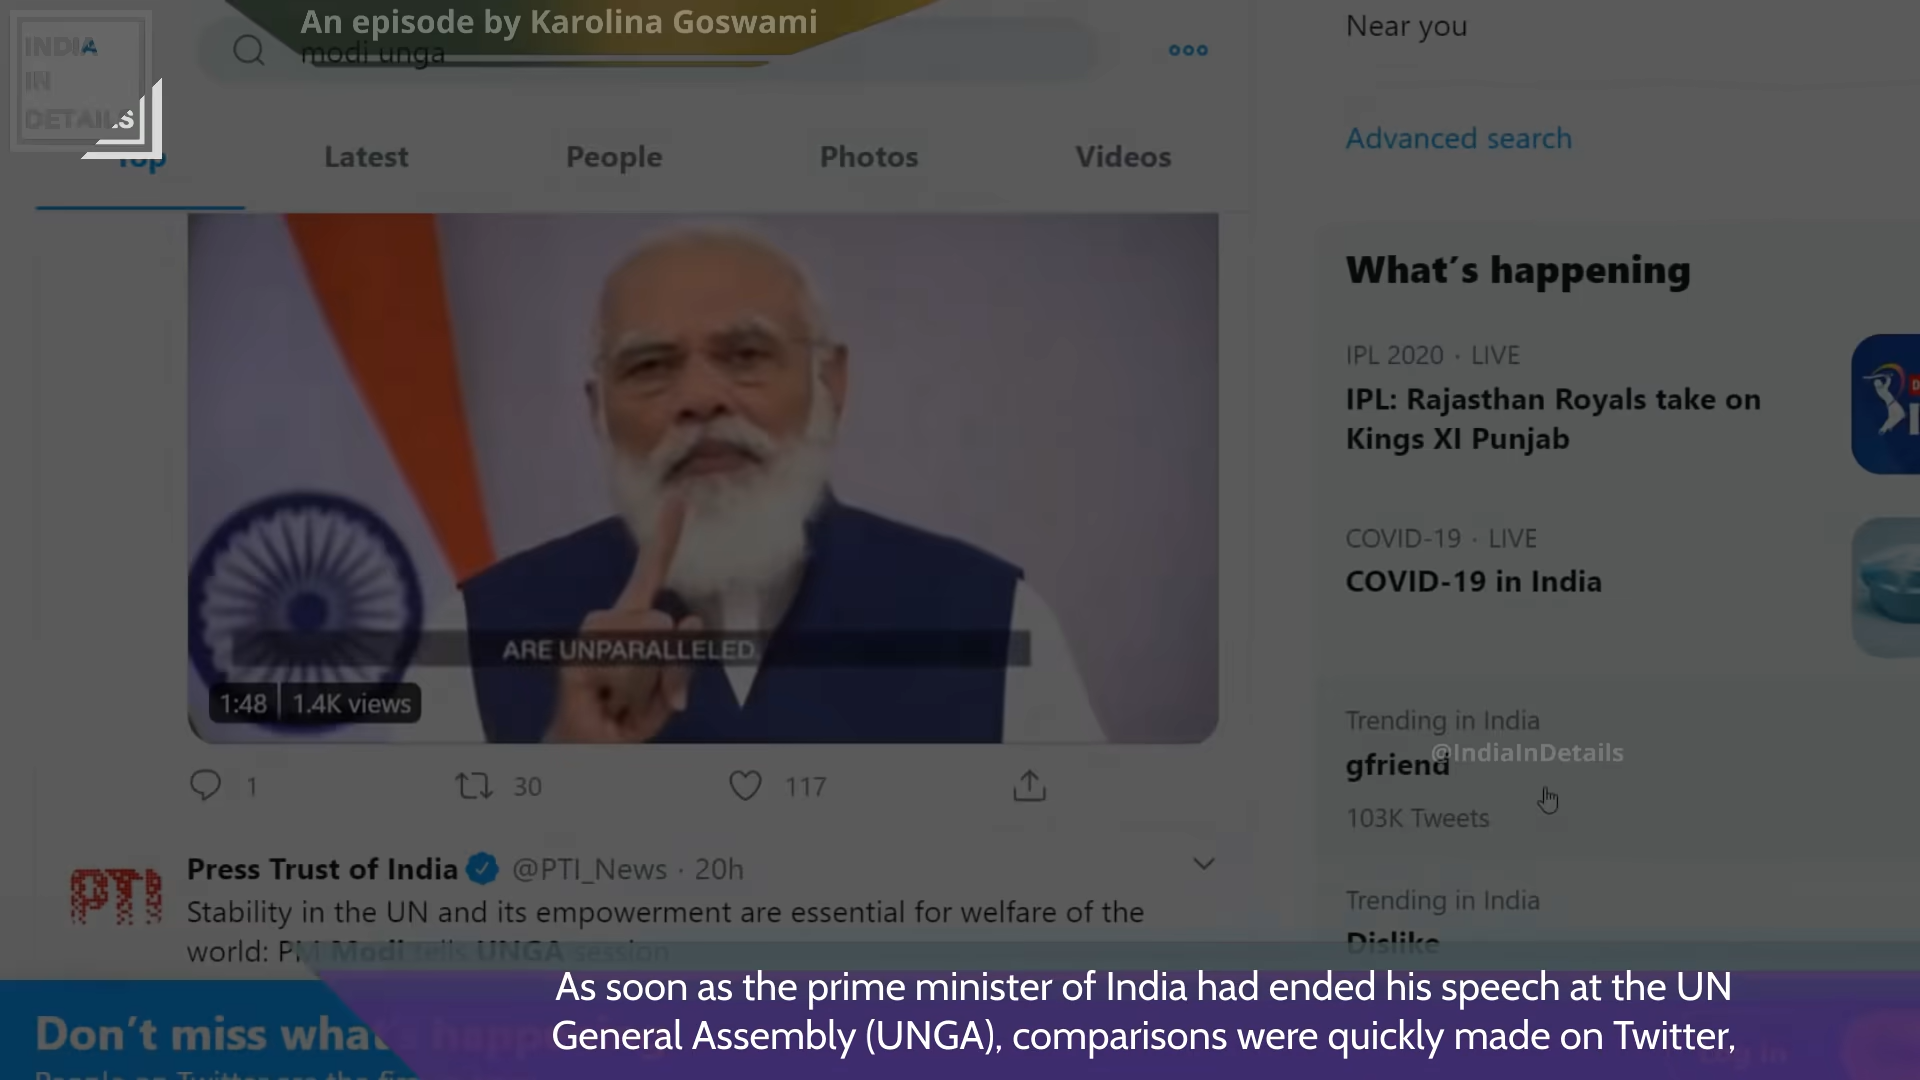 An episode by Karolina Goswami
INDIA
IN
DETAILS
modi unga
Near you
Advanced search
Top
Latest
People
Photos
Videos
What's happening
IPL 2020 · LIVE
IPL: Rajasthan Royals take on
Kings XI Punjab
COVID-19 · LIVE
COVID-19 in India
ARE UNPARALLELED.
1:48 | 1.4K views
Trending in India
@IndiaInDetails
gfriend
103K Tweets
1
30
117
Press Trust of India @PTI_News · 20h
Stability in the UN and its empowerment are essential for welfare of the
world: PM Modi tells UNGA session
PTI
Trending in India
Dislike
As soon as the prime minister of India had ended his speech at the UN
General Assembly (UNGA), comparisons were quickly made on Twitter,
Don't miss what's happening
Log in